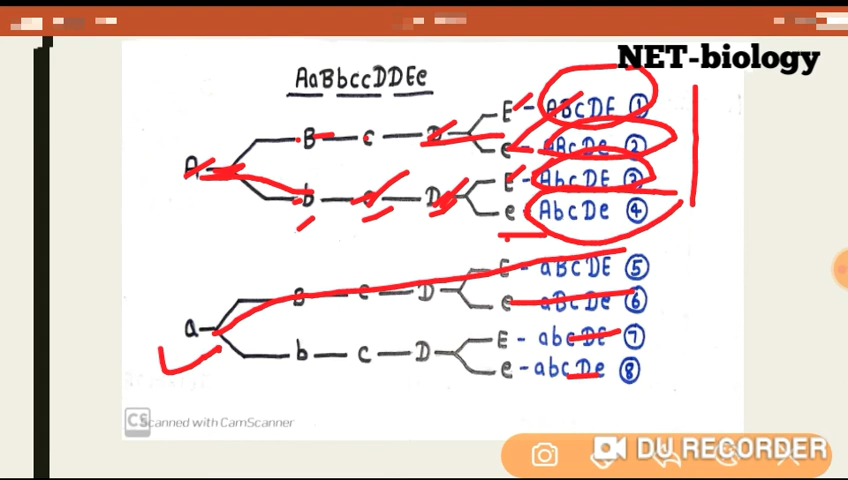 NET-biology
AaBbccDDEe
E - ABcDE ①
B c D
e - ABcDe ②
A
E - AbcDE ③
b c D
e AbcDe ④
E - aBcDE ⑤
B c D
e - aBcDe ⑥
a
E - abcDE ⑦
b c D
e - abcDe ⑧
CS Scanned with CamScanner
DU RECORDER